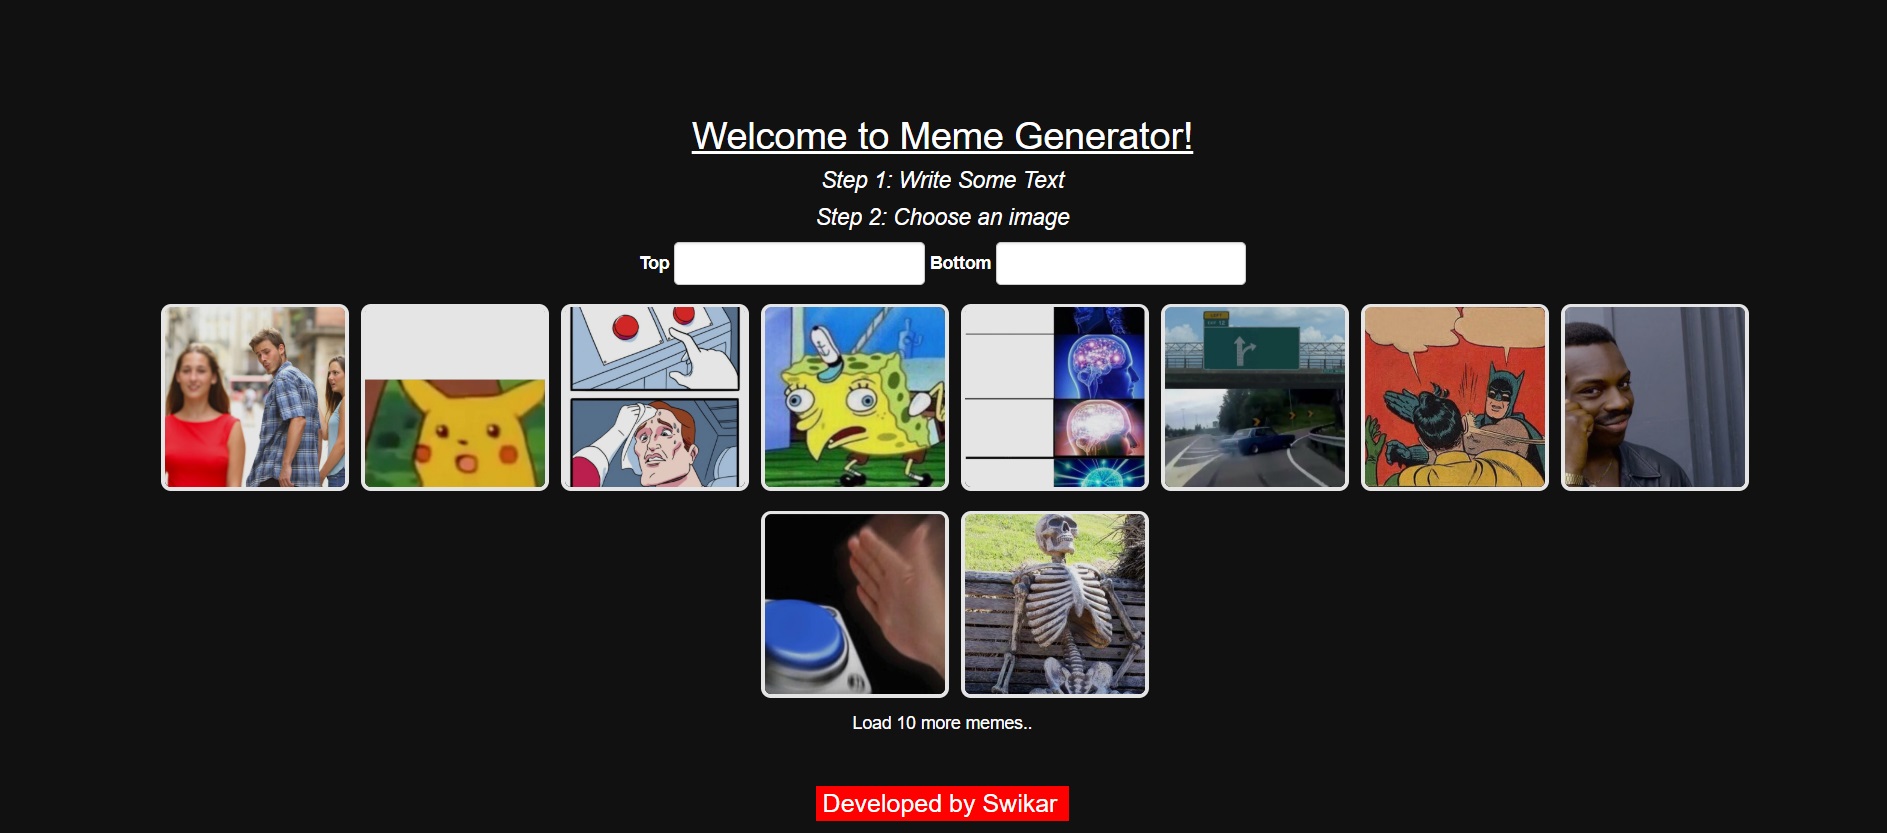 Welcome to Meme Generator!
Step 1: Write Some Text
Step 2: Choose an image
Top Bottom
Load 10 more memes..
Developed by Swikar